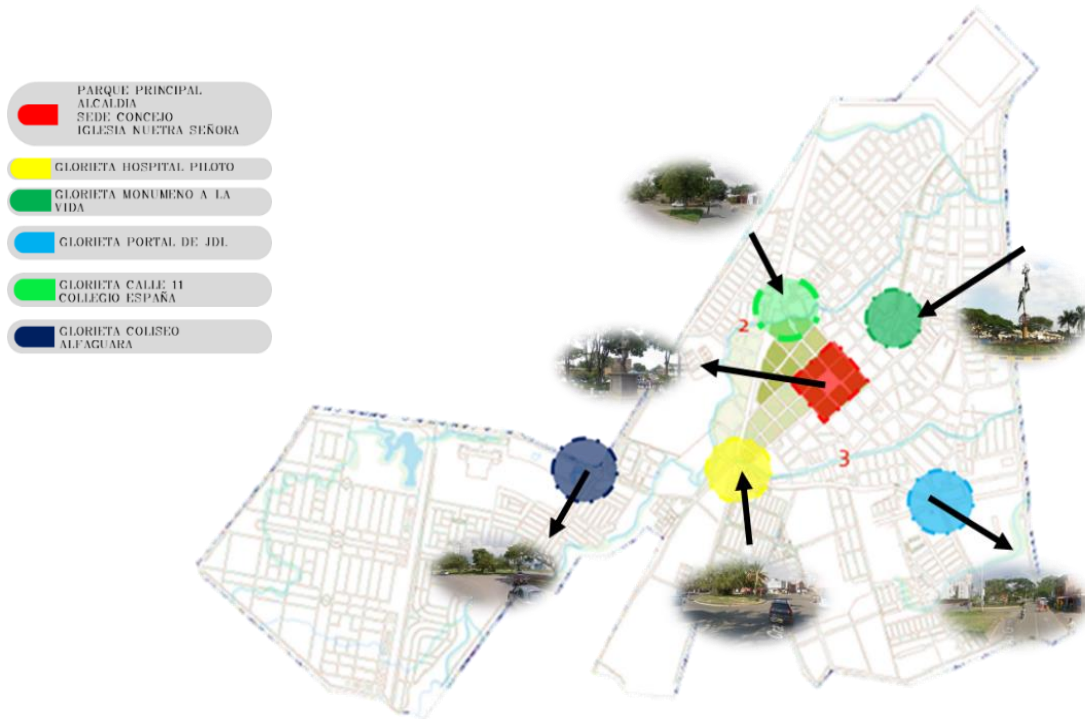 PARQUE PRINCIPAL
ALCALDIA
SEDE CONCEJO
IGLESIA NUETRA SEÑORA
GLORIETA HOSPITAL PILOTO
GLORIETA MONUMENO A LA
VIDA
GLORIETA PORTAL DE JDL
GLORIETA CALLE 11
COLLEGIO ESPAÑA
GLORIETA COLISEO
ALFAGUARA
2
3